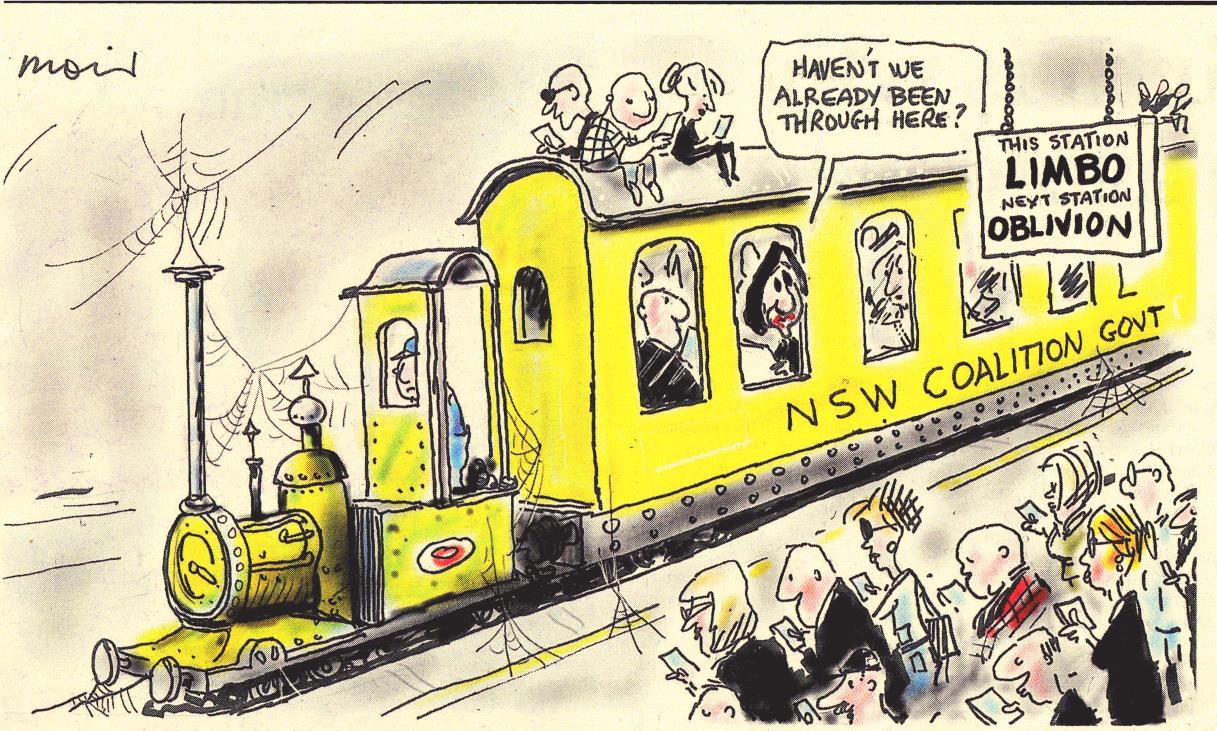 moir
HAVEN'T WE
ALREADY BEEN
THROUGH HERE?
THIS STATION
LIMBO
NEXT STATION
OBLIVION
NSW COALITION GOVT